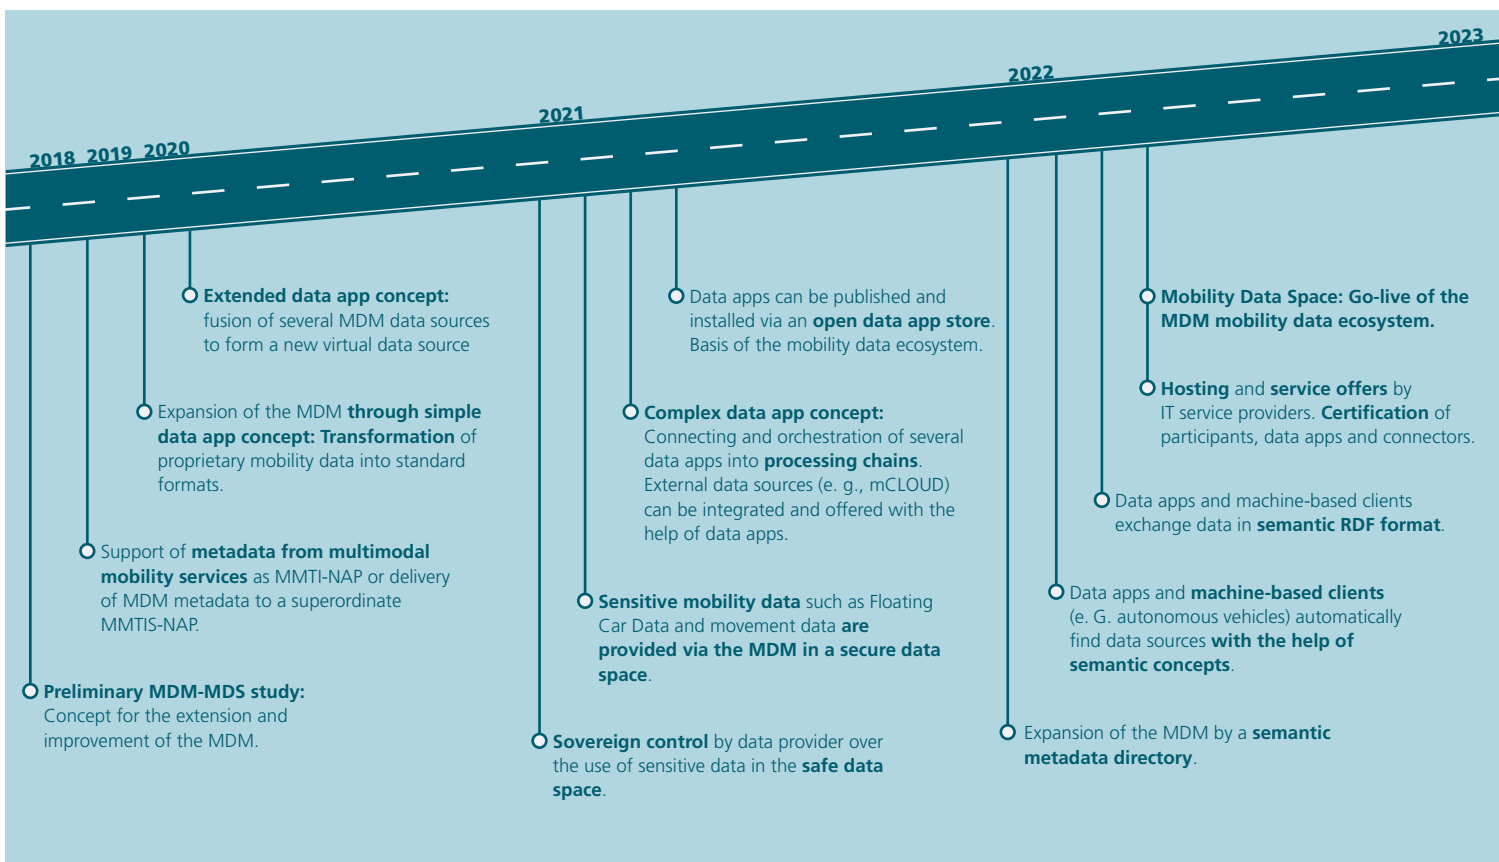 2018 2019 2020
2021
2022
2023
Extended data app concept:
fusion of several MDM data sources
to form a new virtual data source
Expansion of the MDM through simple
data app concept: Transformation of
proprietary mobility data into standard
formats.
Support of metadata from multimodal
mobility services as MMTI-NAP or delivery
of MDM metadata to a superordinate
MMTIS-NAP.
Preliminary MDM-MDS study:
Concept for the extension and
improvement of the MDM.
Data apps can be published and
installed via an open data app store.
Basis of the mobility data ecosystem.
Complex data app concept:
Connecting and orchestration of several
data apps into processing chains.
External data sources (e. g., mCLOUD)
can be integrated and offered with the
help of data apps.
Sensitive mobility data such as Floating
Car Data and movement data are
provided via the MDM in a secure data
space.
Sovereign control by data provider over
the use of sensitive data in the safe data
space.
Mobility Data Space: Go-live of the
MDM mobility data ecosystem.
Hosting and service offers by
IT service providers. Certification of
participants, data apps and connectors.
Data apps and machine-based clients
exchange data in semantic RDF format.
Data apps and machine-based clients
(e. G. autonomous vehicles) automatically
find data sources with the help of
semantic concepts.
Expansion of the MDM by a semantic
metadata directory.